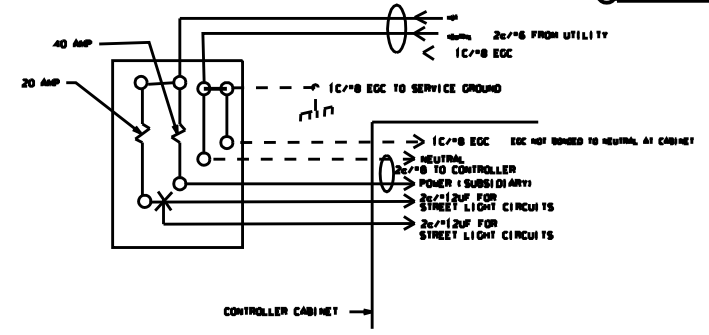 40 AMP
2c/#6 FROM UTILITY
1C/#8 EGC
20 AMP
1C/#8 EGC TO SERVICE GROUND
1C/#8 EGC EGC NOT BONDED TO NEUTRAL AT CABINET
NEUTRAL
2c/#8 TO CONTROLLER
POWER (SUBSIDIARY)
2c/#12UF FOR
STREET LIGHT CIRCUITS
2c/#12UF FOR
STREET LIGHT CIRCUITS
CONTROLLER CABINET